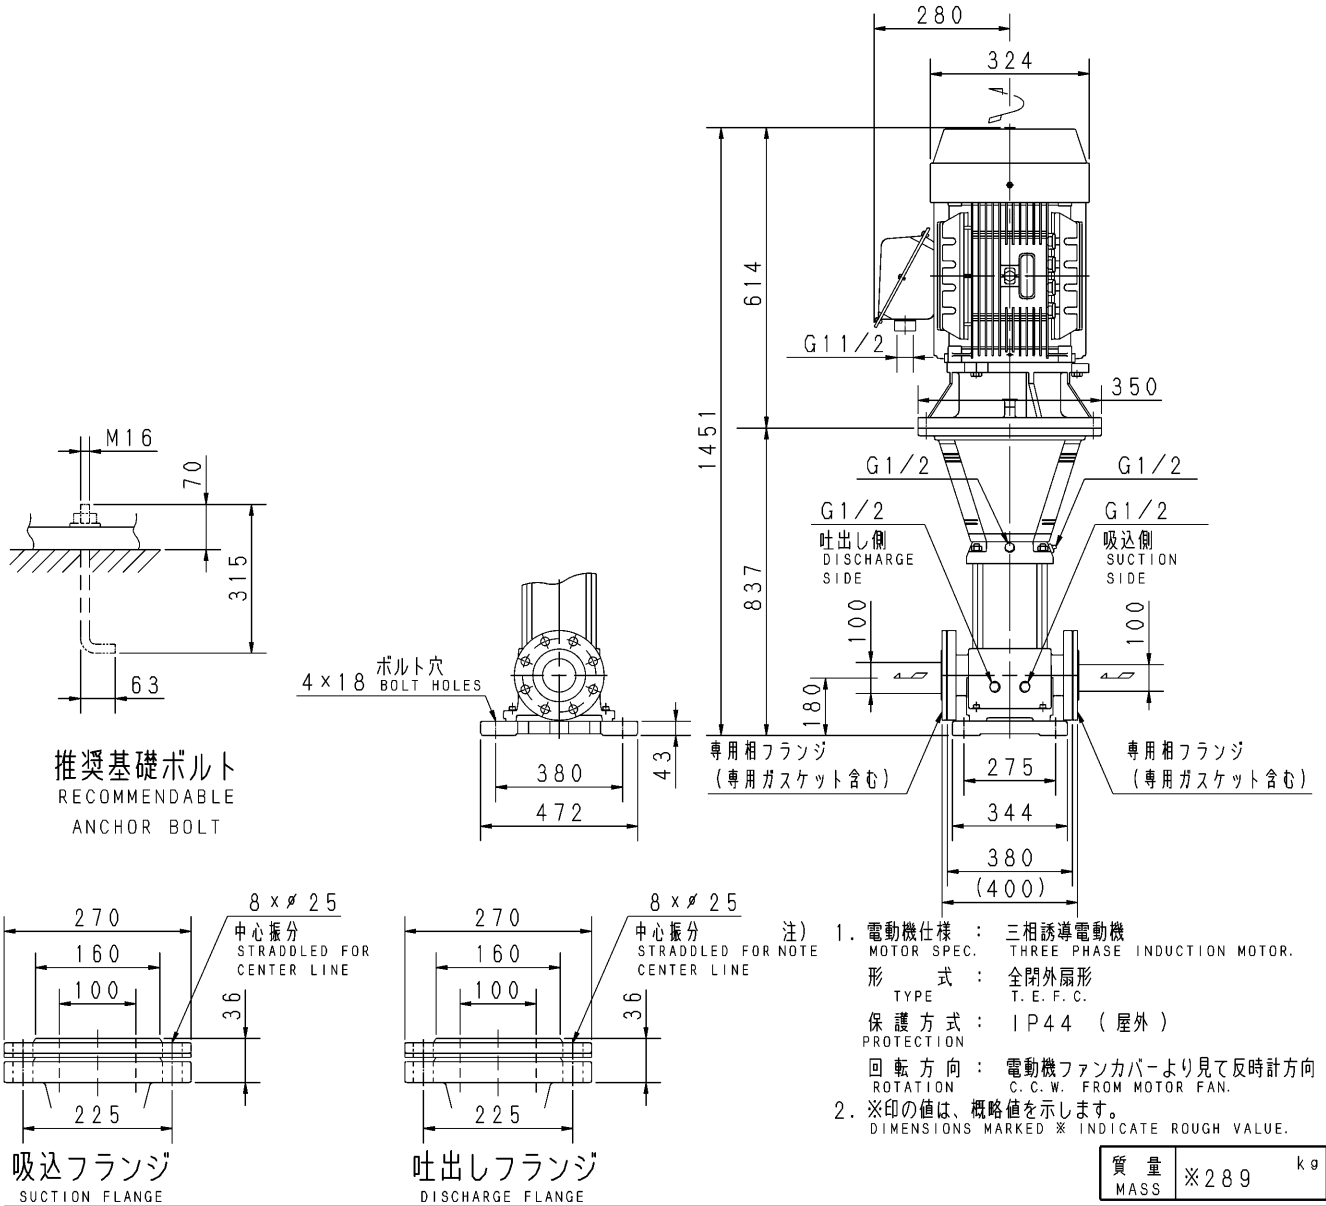 280
324
1451
614
G11/2
350
G1/2
G1/2
G1/2
吐出し側
DISCHARGE
SIDE
G1/2
吸込側
SUCTION
SIDE
837
100
100
180
専用相フランジ
(専用ガスケット含む)
専用相フランジ
(専用ガスケット含む)
275
344
380
(400)
M16
70
315
63
推奨基礎ボルト
RECOMMENDABLE
ANCHOR BOLT
ボルト穴
4×18 BOLT HOLES
43
380
472
270
160
100
8×ø25
中心振分
STRADDLED FOR
CENTER LINE
36
225
吸込フランジ
SUCTION FLANGE
270
160
100
8×ø25
中心振分
STRADDLED FOR
CENTER LINE
36
225
吐出しフランジ
DISCHARGE FLANGE
注)
NOTE
1. 電動機仕様 : 三相誘導電動機
MOTOR SPEC. THREE PHASE INDUCTION MOTOR.
形 式 : 全閉外扇形
TYPE T.E.F.C.
保護方式 : IP44 (屋外)
PROTECTION
回転方向 : 電動機ファンカバーより見て反時計方向
ROTATION C.C.W. FROM MOTOR FAN.
2. ※印の値は、概略値を示します。
DIMENSIONS MARKED ※ INDICATE ROUGH VALUE.
質量 ※289 kg
MASS